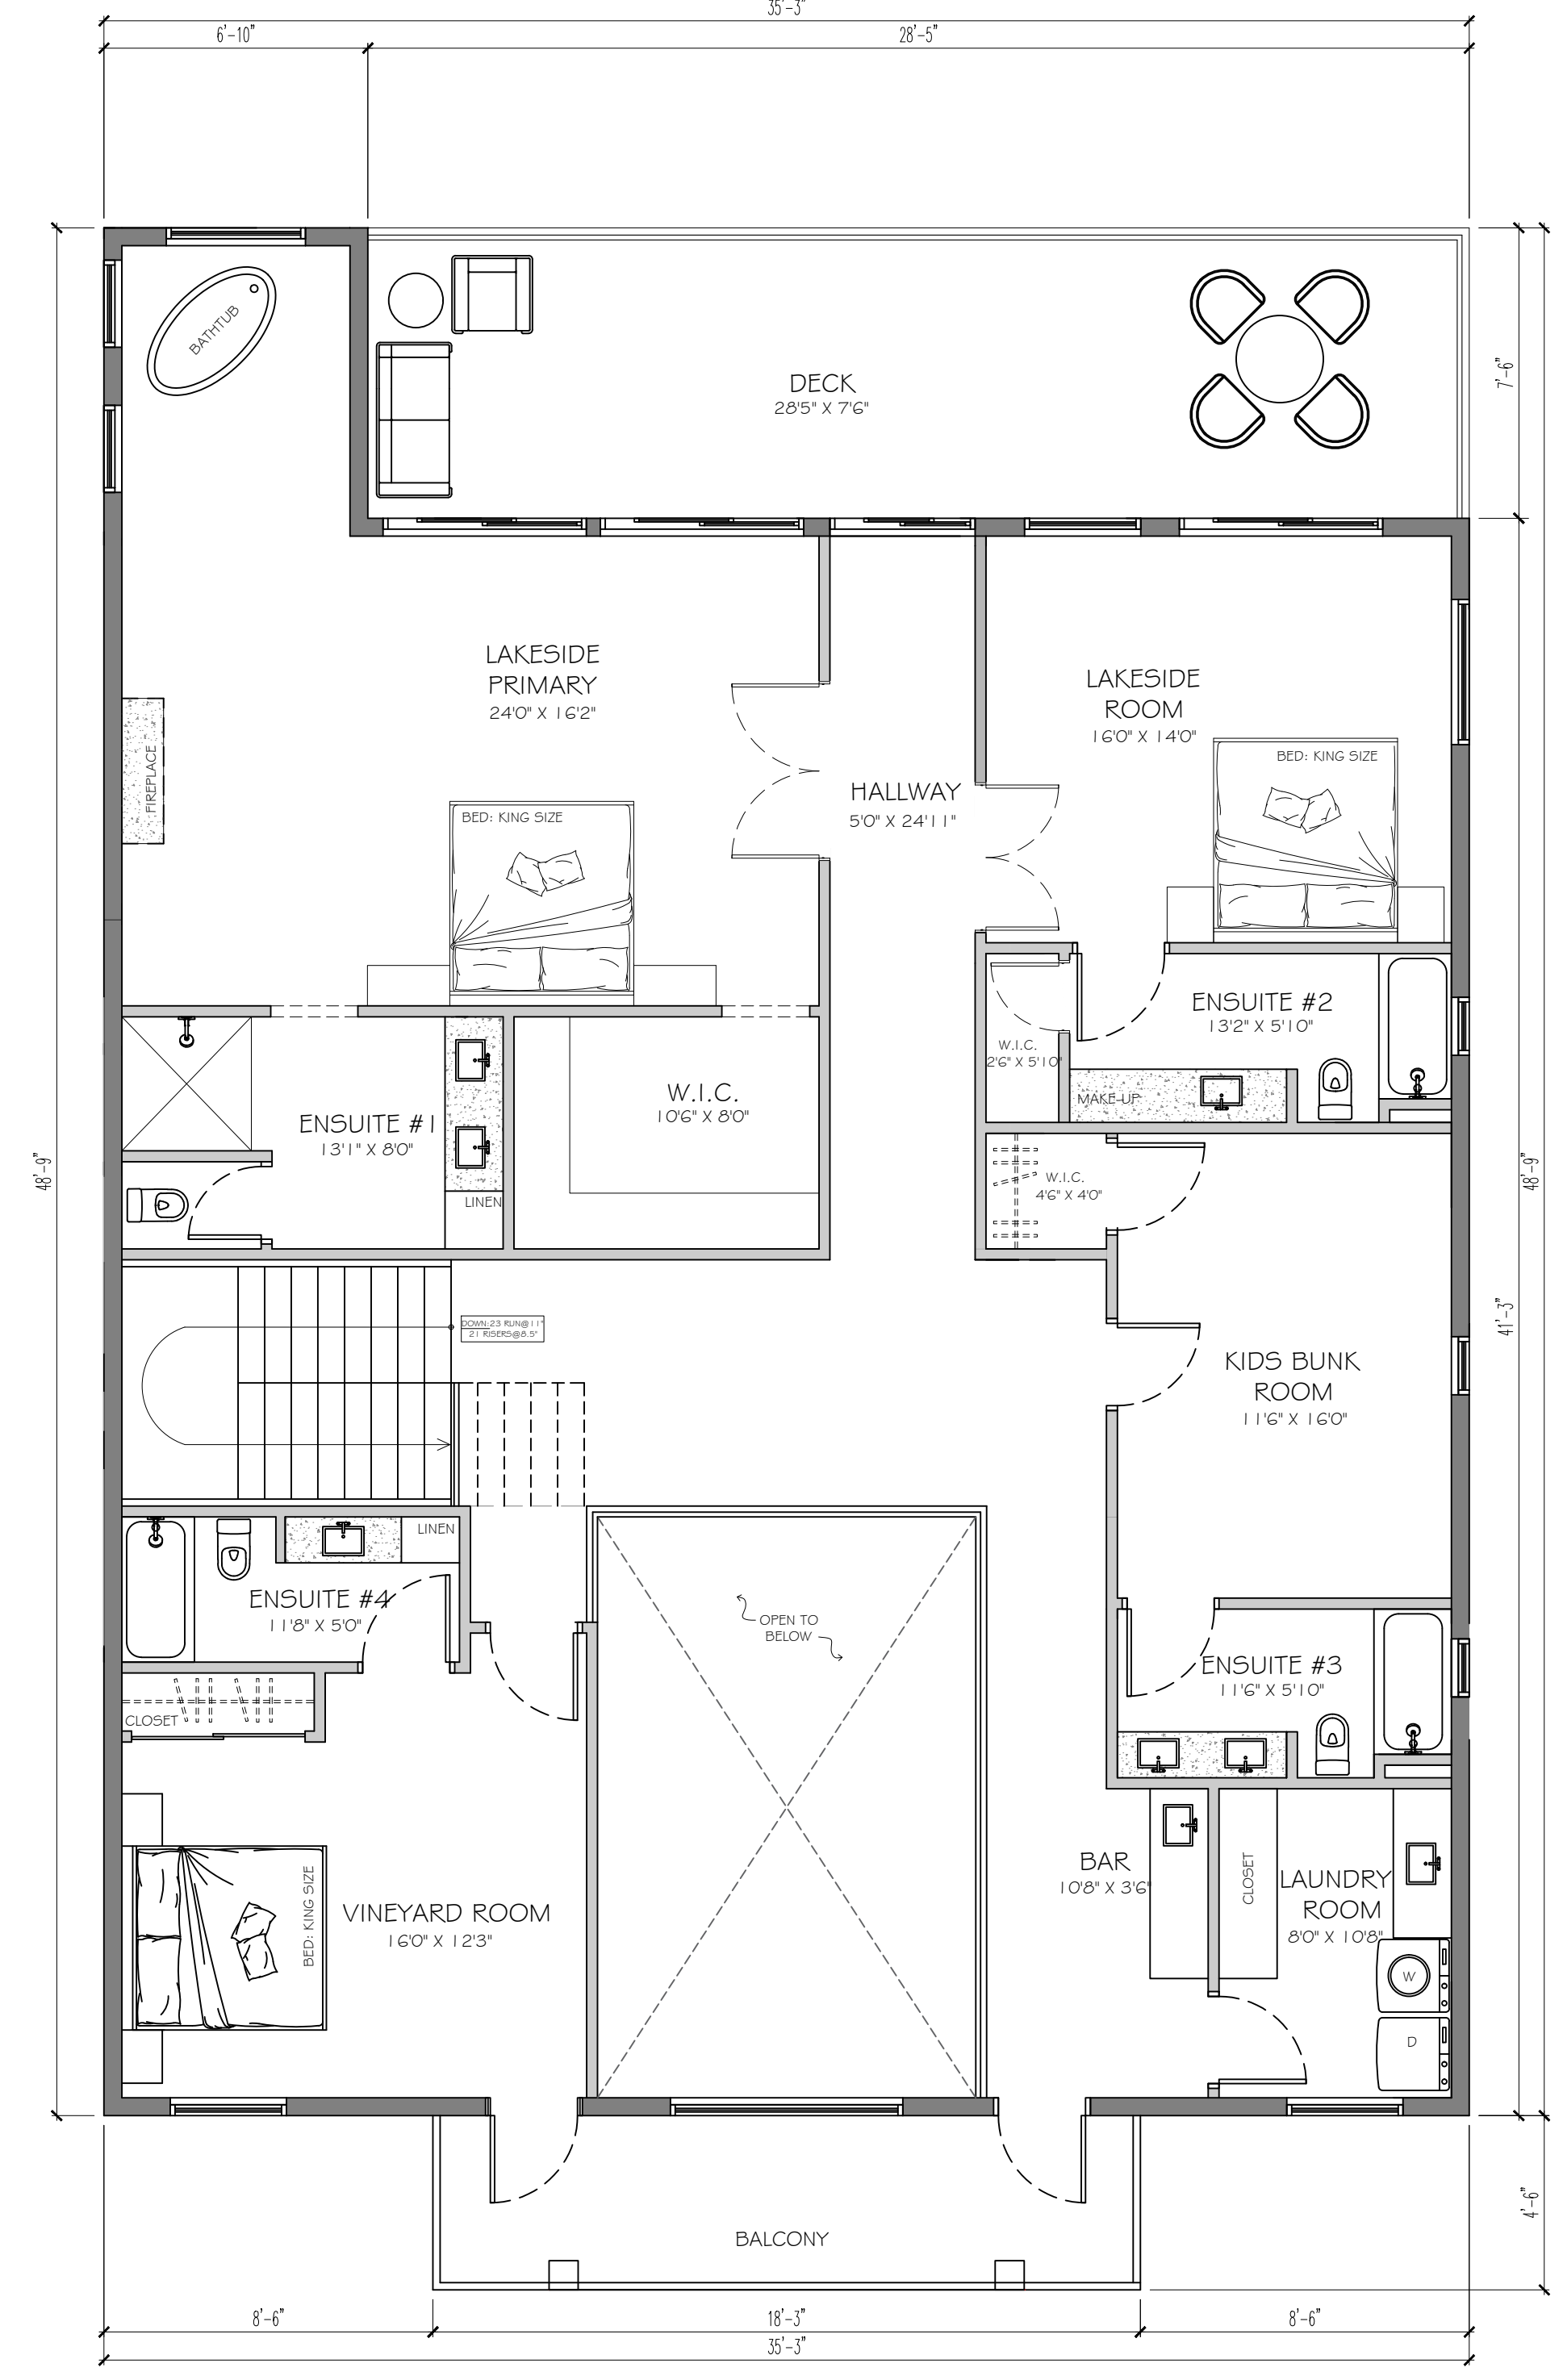 35'-3"
6'-10"
28'-5"
BATHTUB
DECK
28'5" X 7'6"
7'-6"
LAKESIDE
PRIMARY
24'0" X 16'2"
LAKESIDE
ROOM
16'0" X 14'0"
BED: KING SIZE
FIREPLACE
HALLWAY
5'0" X 24'11"
BED: KING SIZE
ENSUITE #2
13'2" X 5'10"
W.I.C.
2'6" X 5'10"
MAKE-UP
W.I.C.
10'6" X 8'0"
ENSUITE #1
13'1" X 8'0"
LINEN
48'-9"
48'-9"
W.I.C.
4'6" X 4'0"
41'-3"
DOWN:23 RUN@11"
21 RISERS@8.5"
KIDS BUNK
ROOM
11'6" X 16'0"
LINEN
ENSUITE #4
11'8" X 5'0"
OPEN TO
BELOW
ENSUITE #3
11'6" X 5'10"
CLOSET
BAR
10'8" X 3'6"
CLOSET
LAUNDRY
ROOM
8'0" X 10'8"
BED: KING SIZE
VINEYARD ROOM
16'0" X 12'3"
W
D
4'-6"
BALCONY
8'-6"
18'-3"
8'-6"
35'-3"